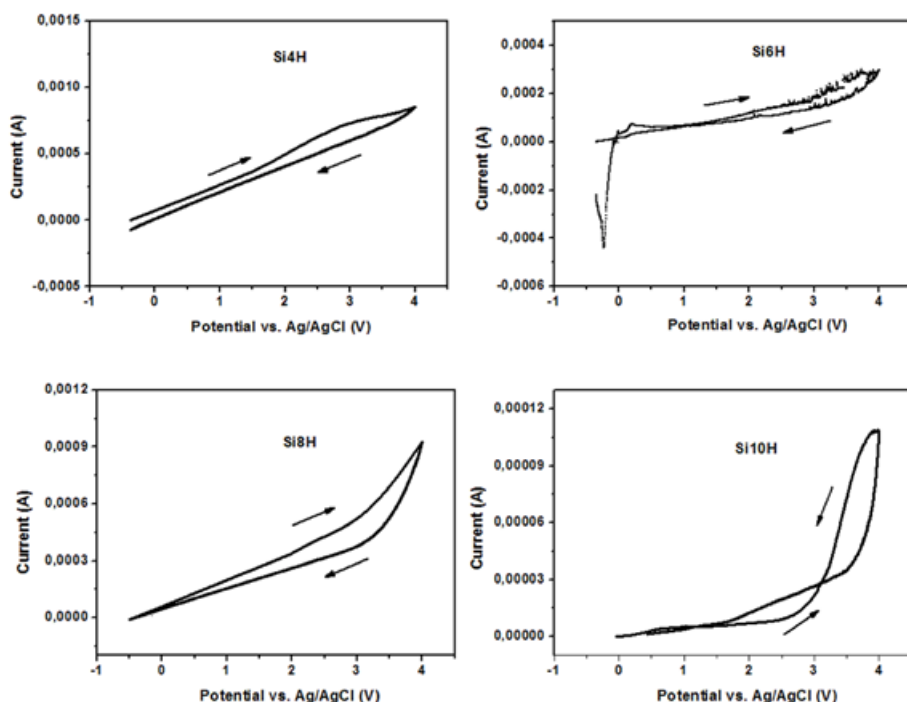 0,0015
0,0010
0,0005
0,0000
-0,0005
Current (A)
Si4H
-1 0 1 2 3 4
Potential vs. Ag/AgCl (V)
0,0004
0,0002
0,0000
-0,0002
-0,0004
-0,0006
Current (A)
Si6H
-1 0 1 2 3 4
Potential vs. Ag/AgCl (V)
0,0012
0,0009
0,0006
0,0003
0,0000
Current (A)
Si8H
-1 0 1 2 3 4
Potential vs. Ag/AgCl (V)
0,00012
0,00009
0,00006
0,00003
0,00000
Current (A)
Si10H
-1 0 1 2 3 4
Potential vs. Ag/AgCl (V)